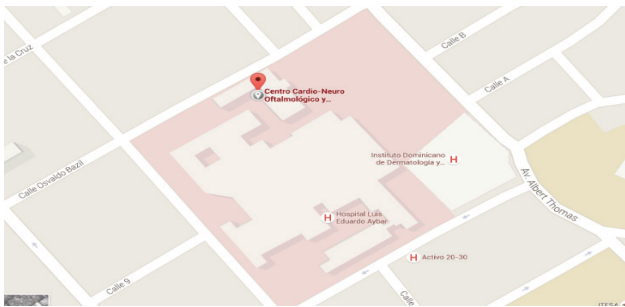 Calle B
e la Cruz
Calle A
Centro Cardio-Neuro
Oftalmológico y...
Instituto Dominicano
de Dermatología y...
H
Calle Osvaldo Bazil
Av. Albert Thomas
H
Hospital Luis
Eduardo Aybar
H
Activo 20-30
Calle 9
Calle
ITESA